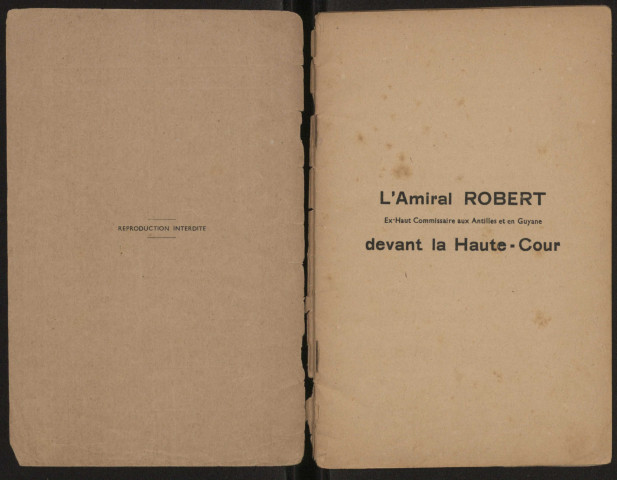 REPRODUCTION INTERDITE
L'Amiral ROBERT
Ex-Haut Commissaire aux Antilles et en Guyane
devant la Haute-Cour